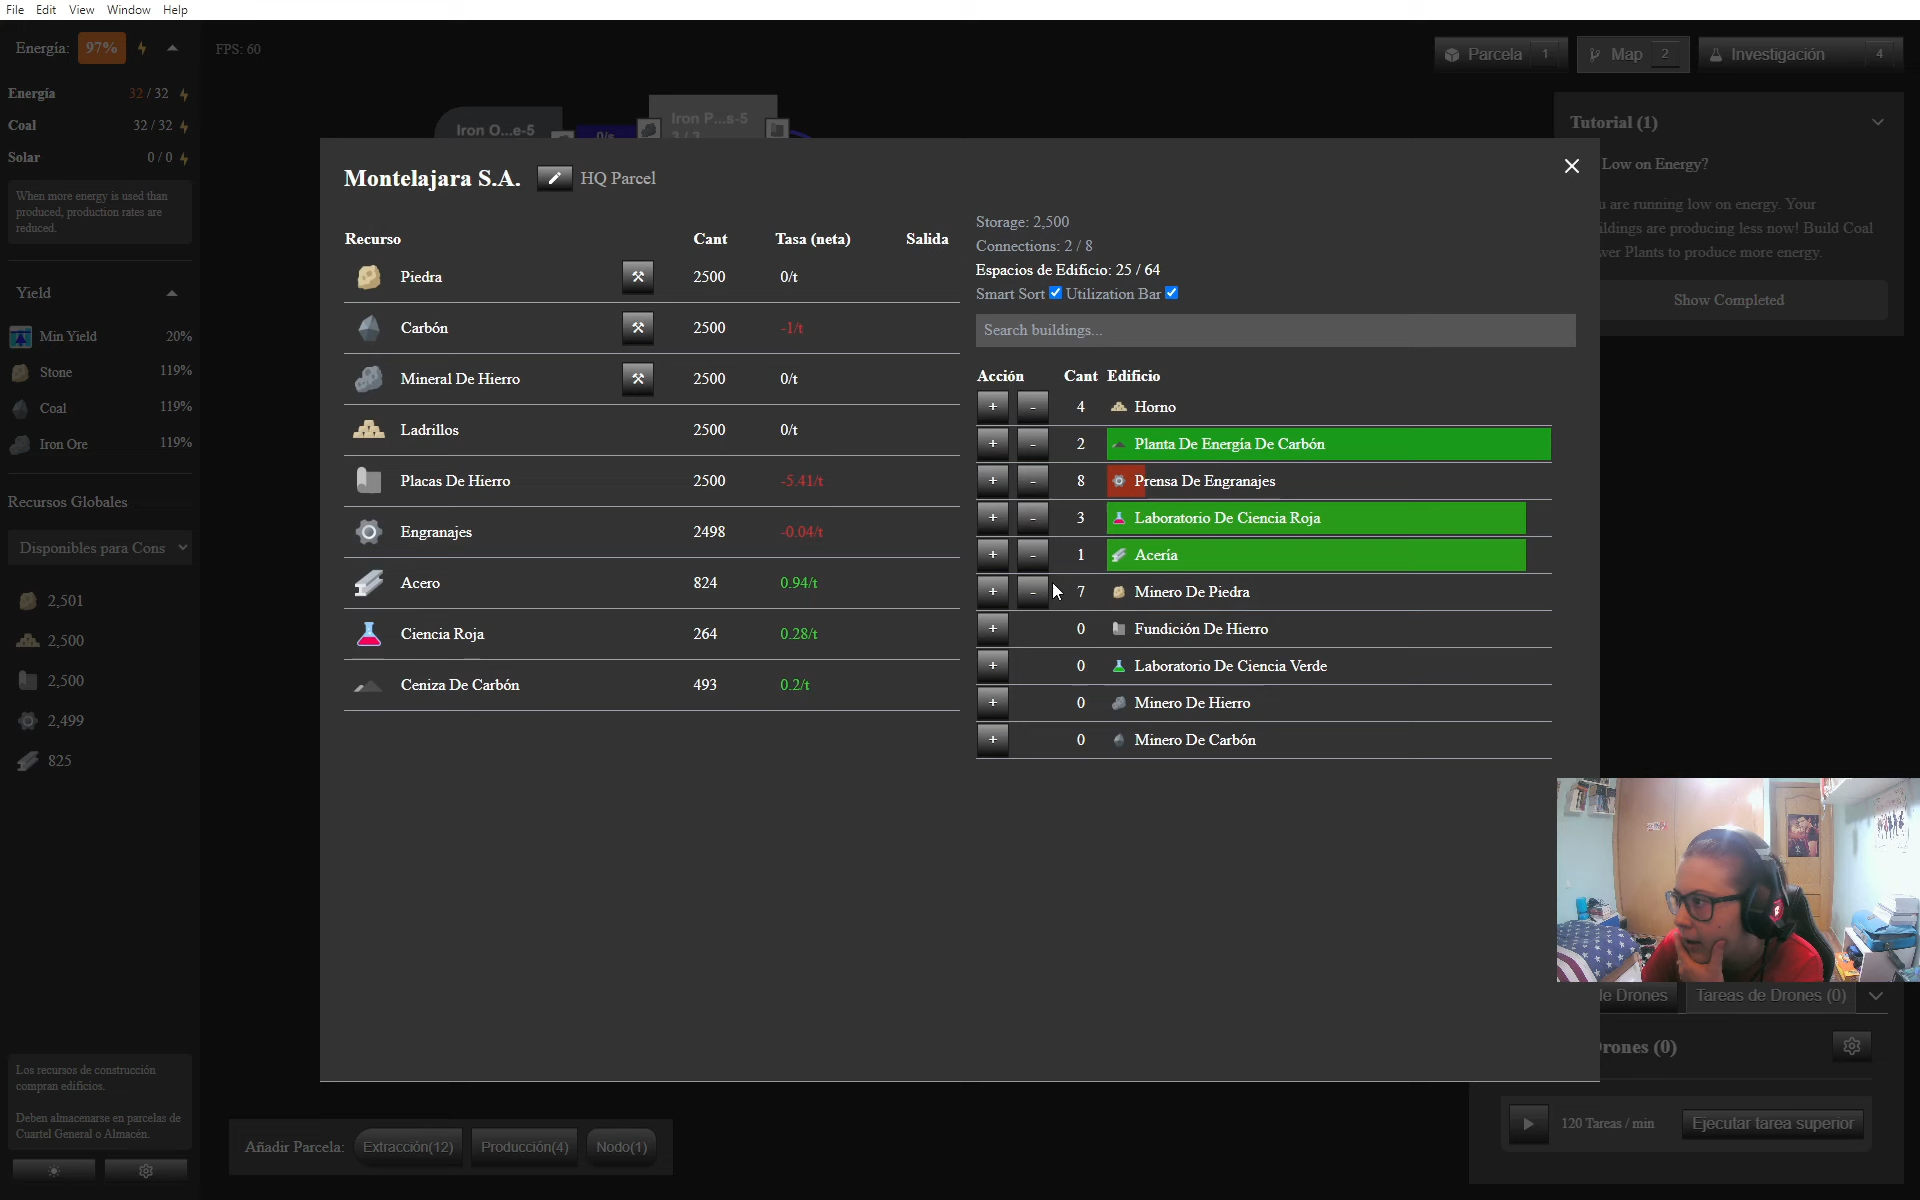 File Edit View Window Help
Energía: 97%
FPS: 60
Parcela 1
Map 2
Investigación 4
Energía 32 / 32
Coal 32 / 32
Solar 0 / 0
When more energy is used than
produced, production rates are
reduced.
Yield
Min Yield 20%
Stone 119%
Coal 119%
Iron Ore 119%
Recursos Globales
Disponibles para Cons
2,501
2,500
2,500
2,499
825
Los recursos de construcción
compran edificios.
Deben almacenarse en parcelas de
Cuartel General o Almacén.
Iron O...e-5
0/s
Iron P...s-5
3 / 3
Montelajara S.A. HQ Parcel
Recurso Cant Tasa (neta) Salida
Piedra 2500 0/t
Carbón 2500 -1/t
Mineral De Hierro 2500 0/t
Ladrillos 2500 0/t
Placas De Hierro 2500 -5.41/t
Engranajes 2498 -0.04/t
Acero 824 0.94/t
Ciencia Roja 264 0.28/t
Ceniza De Carbón 493 0.2/t
Storage: 2,500
Connections: 2 / 8
Espacios de Edificio: 25 / 64
Smart Sort Utilization Bar
Search buildings...
Acción Cant Edificio
+ - 4 Horno
+ - 2 Planta De Energía De Carbón
+ - 8 Prensa De Engranajes
+ - 3 Laboratorio De Ciencia Roja
+ - 1 Acería
+ - 7 Minero De Piedra
+ 0 Fundición De Hierro
+ 0 Laboratorio De Ciencia Verde
+ 0 Minero De Hierro
+ 0 Minero De Carbón
Tutorial (1)
Low on Energy?
are running low on energy. Your
ldings are producing less now! Build Coal
wer Plants to produce more energy.
Show Completed
de Drones
Tareas de Drones (0)
Drones (0)
120 Tareas / min
Ejecutar tarea superior
Añadir Parcela: Extracción(12) Producción(4) Nodo(1)